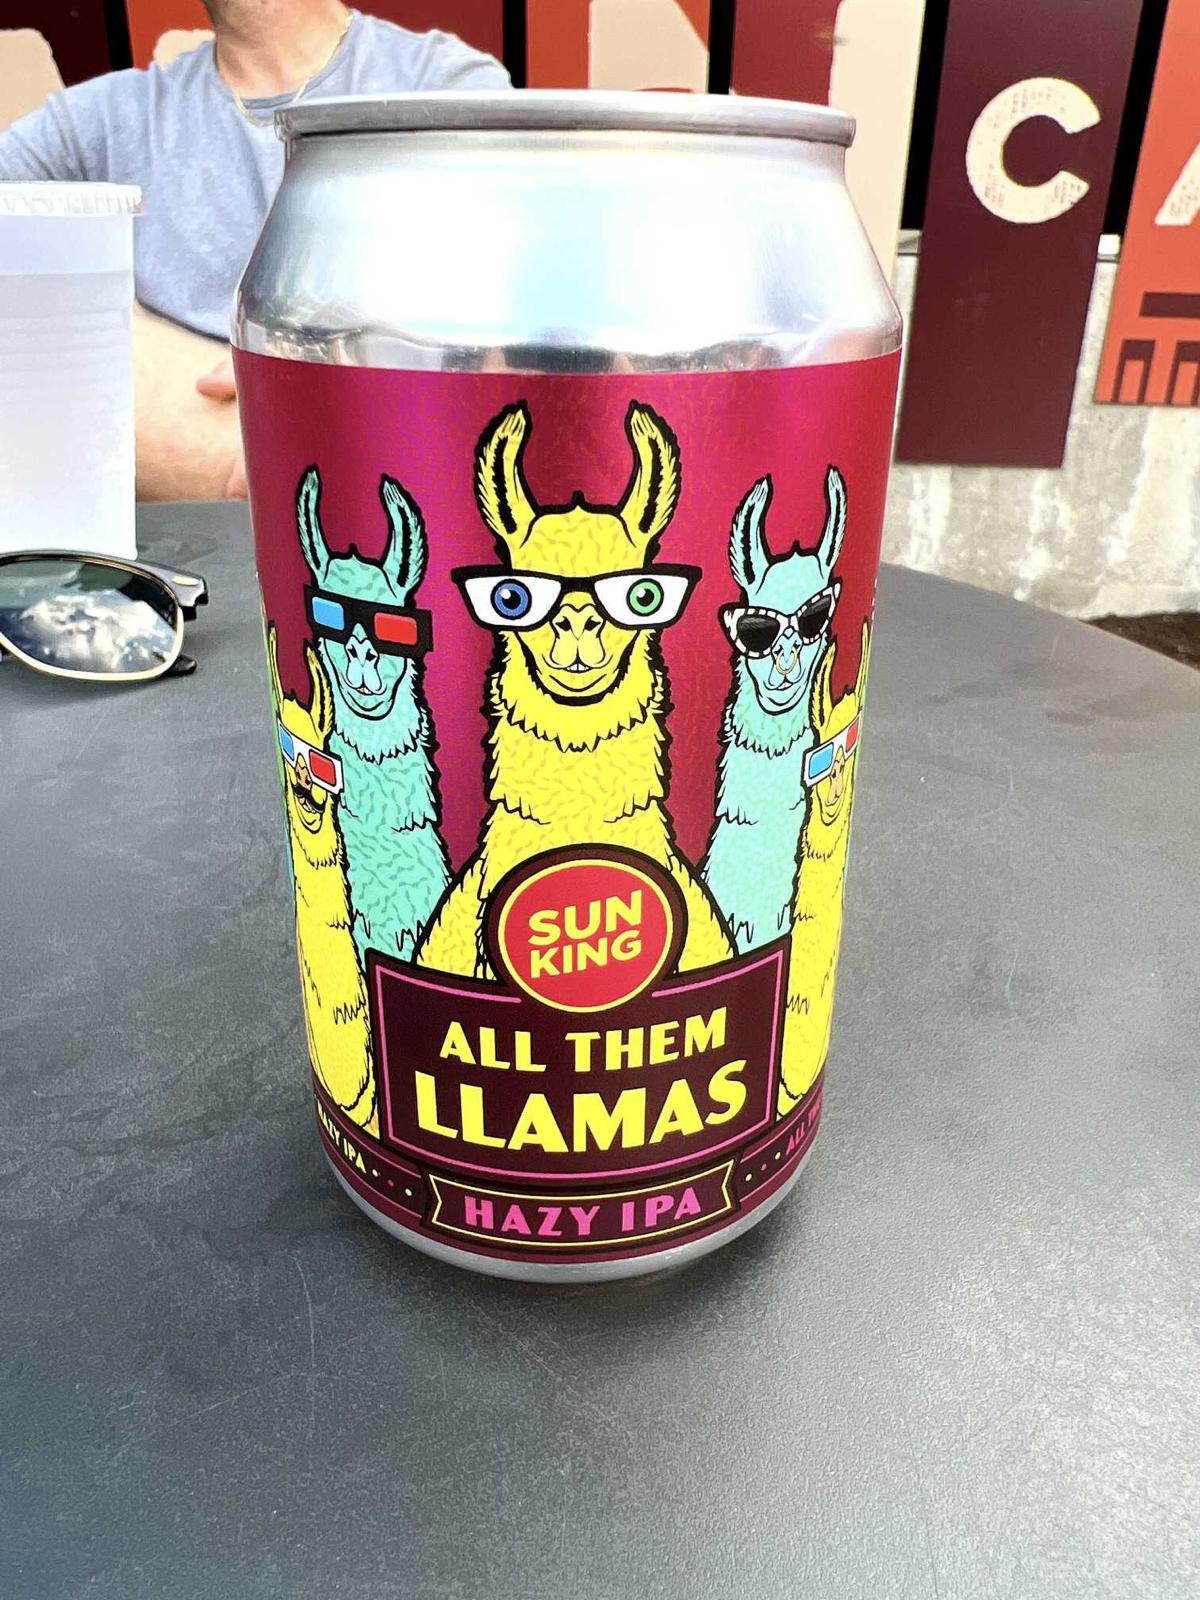 C
SUN
KING
ALL THEM
LLAMAS
HAZY IPA
HAZY IPA
ALL